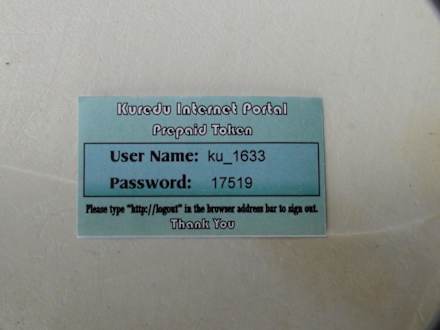 Kuredu Internet Portal
Prepaid Token
User Name: ku_1633
Password: 17519
Please type "http://logout" in the browser address bar to sign out.
Thank You